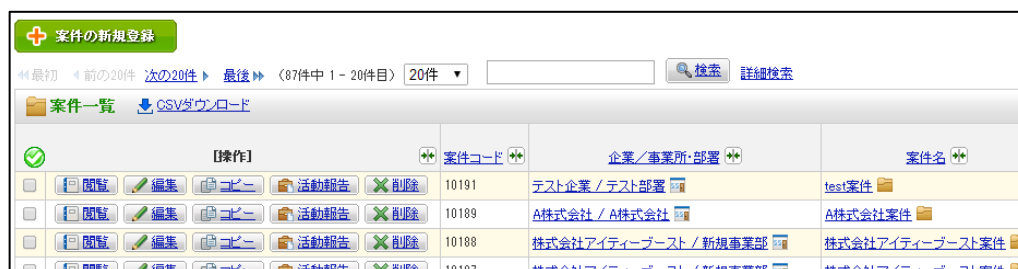 案件の新規登録
最初 前の20件 次の20件 最後 (87件中 1 - 20件目) 20件 検索 詳細検索
案件一覧 CSVダウンロード
[操作] 案件コード 企業/事業所・部署 案件名
閲覧 編集 コピー 活動報告 削除 10191 テスト企業 / テスト部署 test案件
閲覧 編集 コピー 活動報告 削除 10189 A株式会社 / A株式会社 A株式会社案件
閲覧 編集 コピー 活動報告 削除 10188 株式会社アイティーブースト / 新規事業部 株式会社アイティーブースト案件